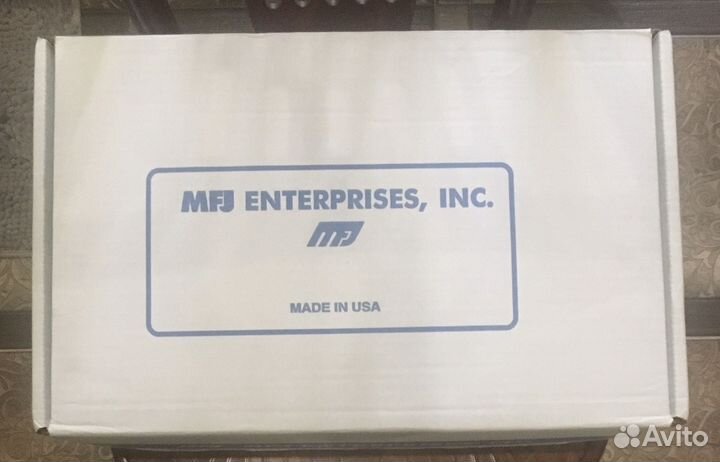 MFJ ENTERPRISES, INC.
MFJ
MADE IN USA
Avito